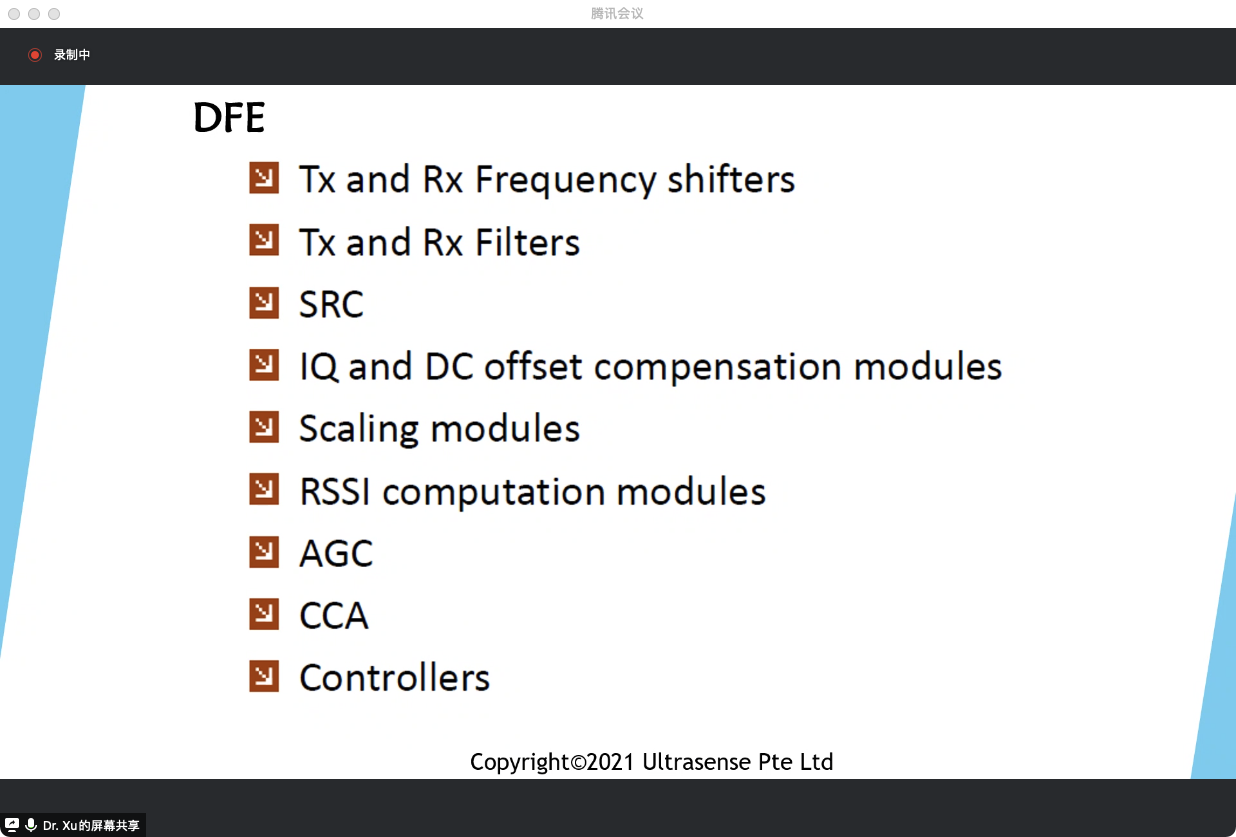 腾讯会议
录制中
DFE
Tx and Rx Frequency shifters
Tx and Rx Filters
SRC
IQ and DC offset compensation modules
Scaling modules
RSSI computation modules
AGC
CCA
Controllers
Copyright©2021 Ultrasense Pte Ltd
Dr. Xu的屏幕共享